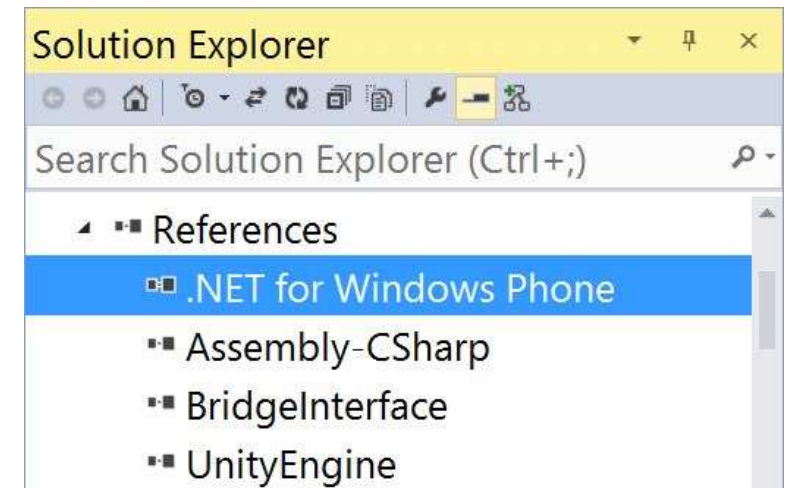 Solution Explorer
Search Solution Explorer (Ctrl+;)
References
.NET for Windows Phone
Assembly-CSharp
BridgeInterface
UnityEngine